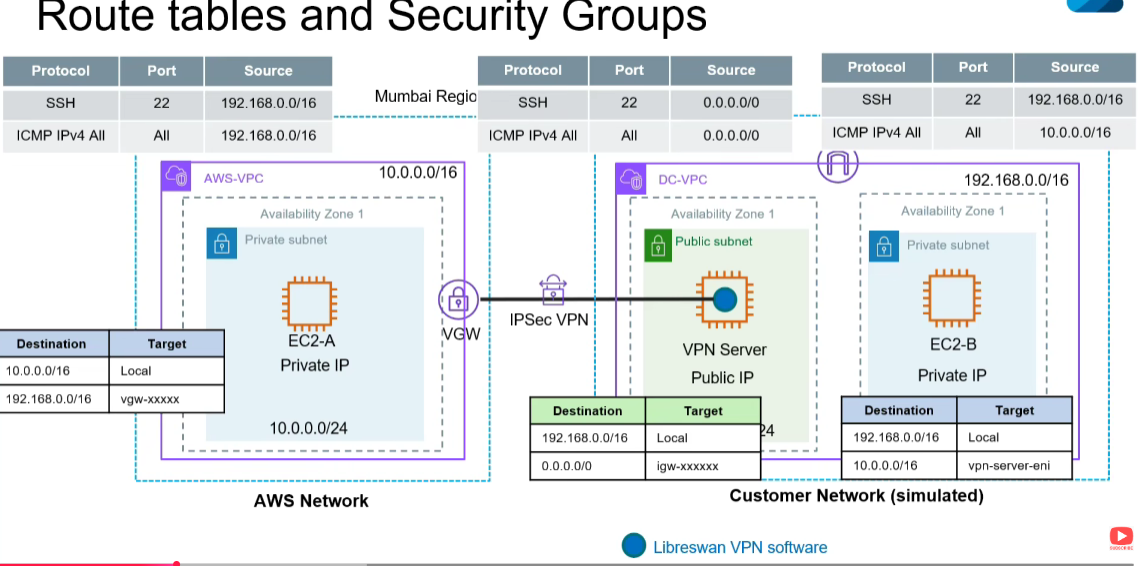 Route tables and Security Groups
Protocol Port Source
SSH 22 192.168.0.0/16
ICMP IPv4 All All 192.168.0.0/16
Mumbai Regio
Protocol Port Source
SSH 22 0.0.0.0/0
ICMP IPv4 All All 0.0.0.0/0
Protocol Port Source
SSH 22 192.168.0.0/16
ICMP IPv4 All All 10.0.0.0/16
AWS-VPC
10.0.0.0/16
Availability Zone 1
Private subnet
EC2-A
Private IP
10.0.0.0/24
Destination Target
10.0.0.0/16 Local
192.168.0.0/16 vgw-xxxxx
AWS Network
VGW
IPSec VPN
DC-VPC
192.168.0.0/16
Availability Zone 1
Public subnet
VPN Server
Public IP
24
Destination Target
192.168.0.0/16 Local
0.0.0.0/0 igw-xxxxxx
Availability Zone 1
Private subnet
EC2-B
Private IP
Destination Target
192.168.0.0/16 Local
10.0.0.0/16 vpn-server-eni
Customer Network (simulated)
Libreswan VPN software
SUBSCRIBE